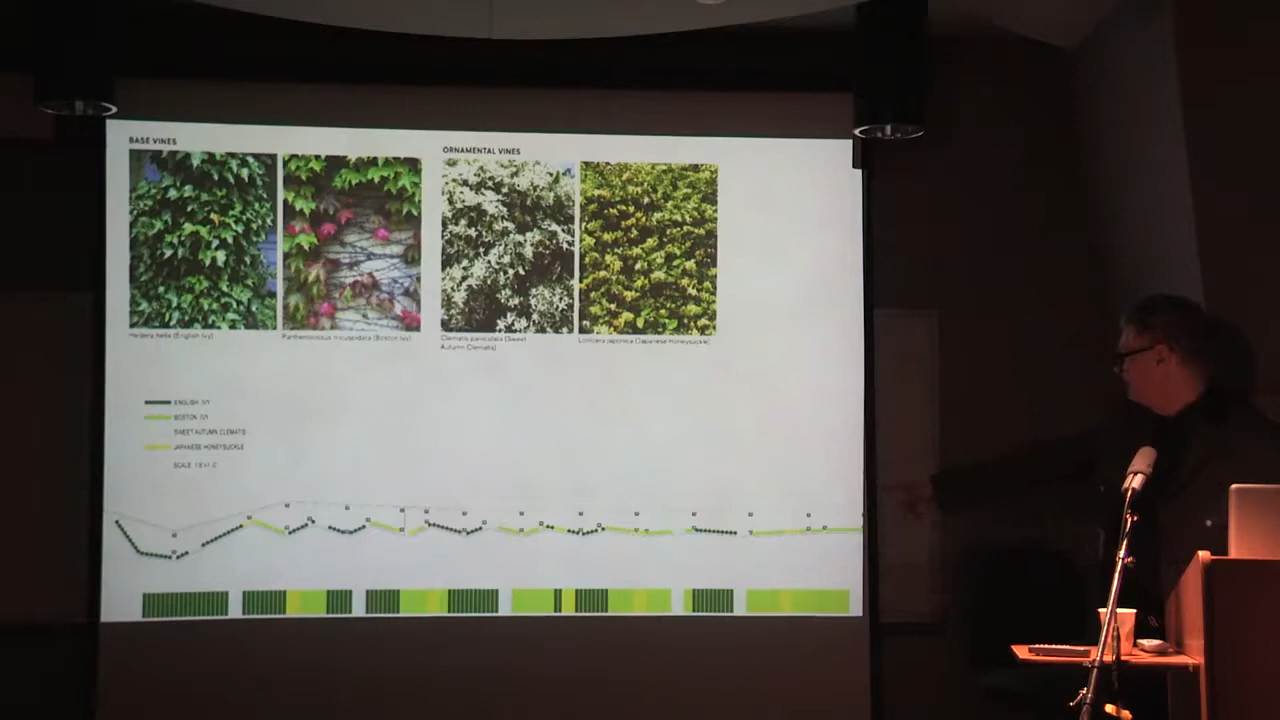 BASE VINES
ORNAMENTAL VINES
Hedera helix (English Ivy)
Parthenocissus tricuspidata (Boston Ivy)
Clematis paniculata (Sweet
Autumn Clematis)
Lonicera japonica (Japanese Honeysuckle)
ENGLISH IVY
BOSTON IVY
SWEET AUTUMN CLEMATIS
JAPANESE HONEYSUCKLE
SCALE